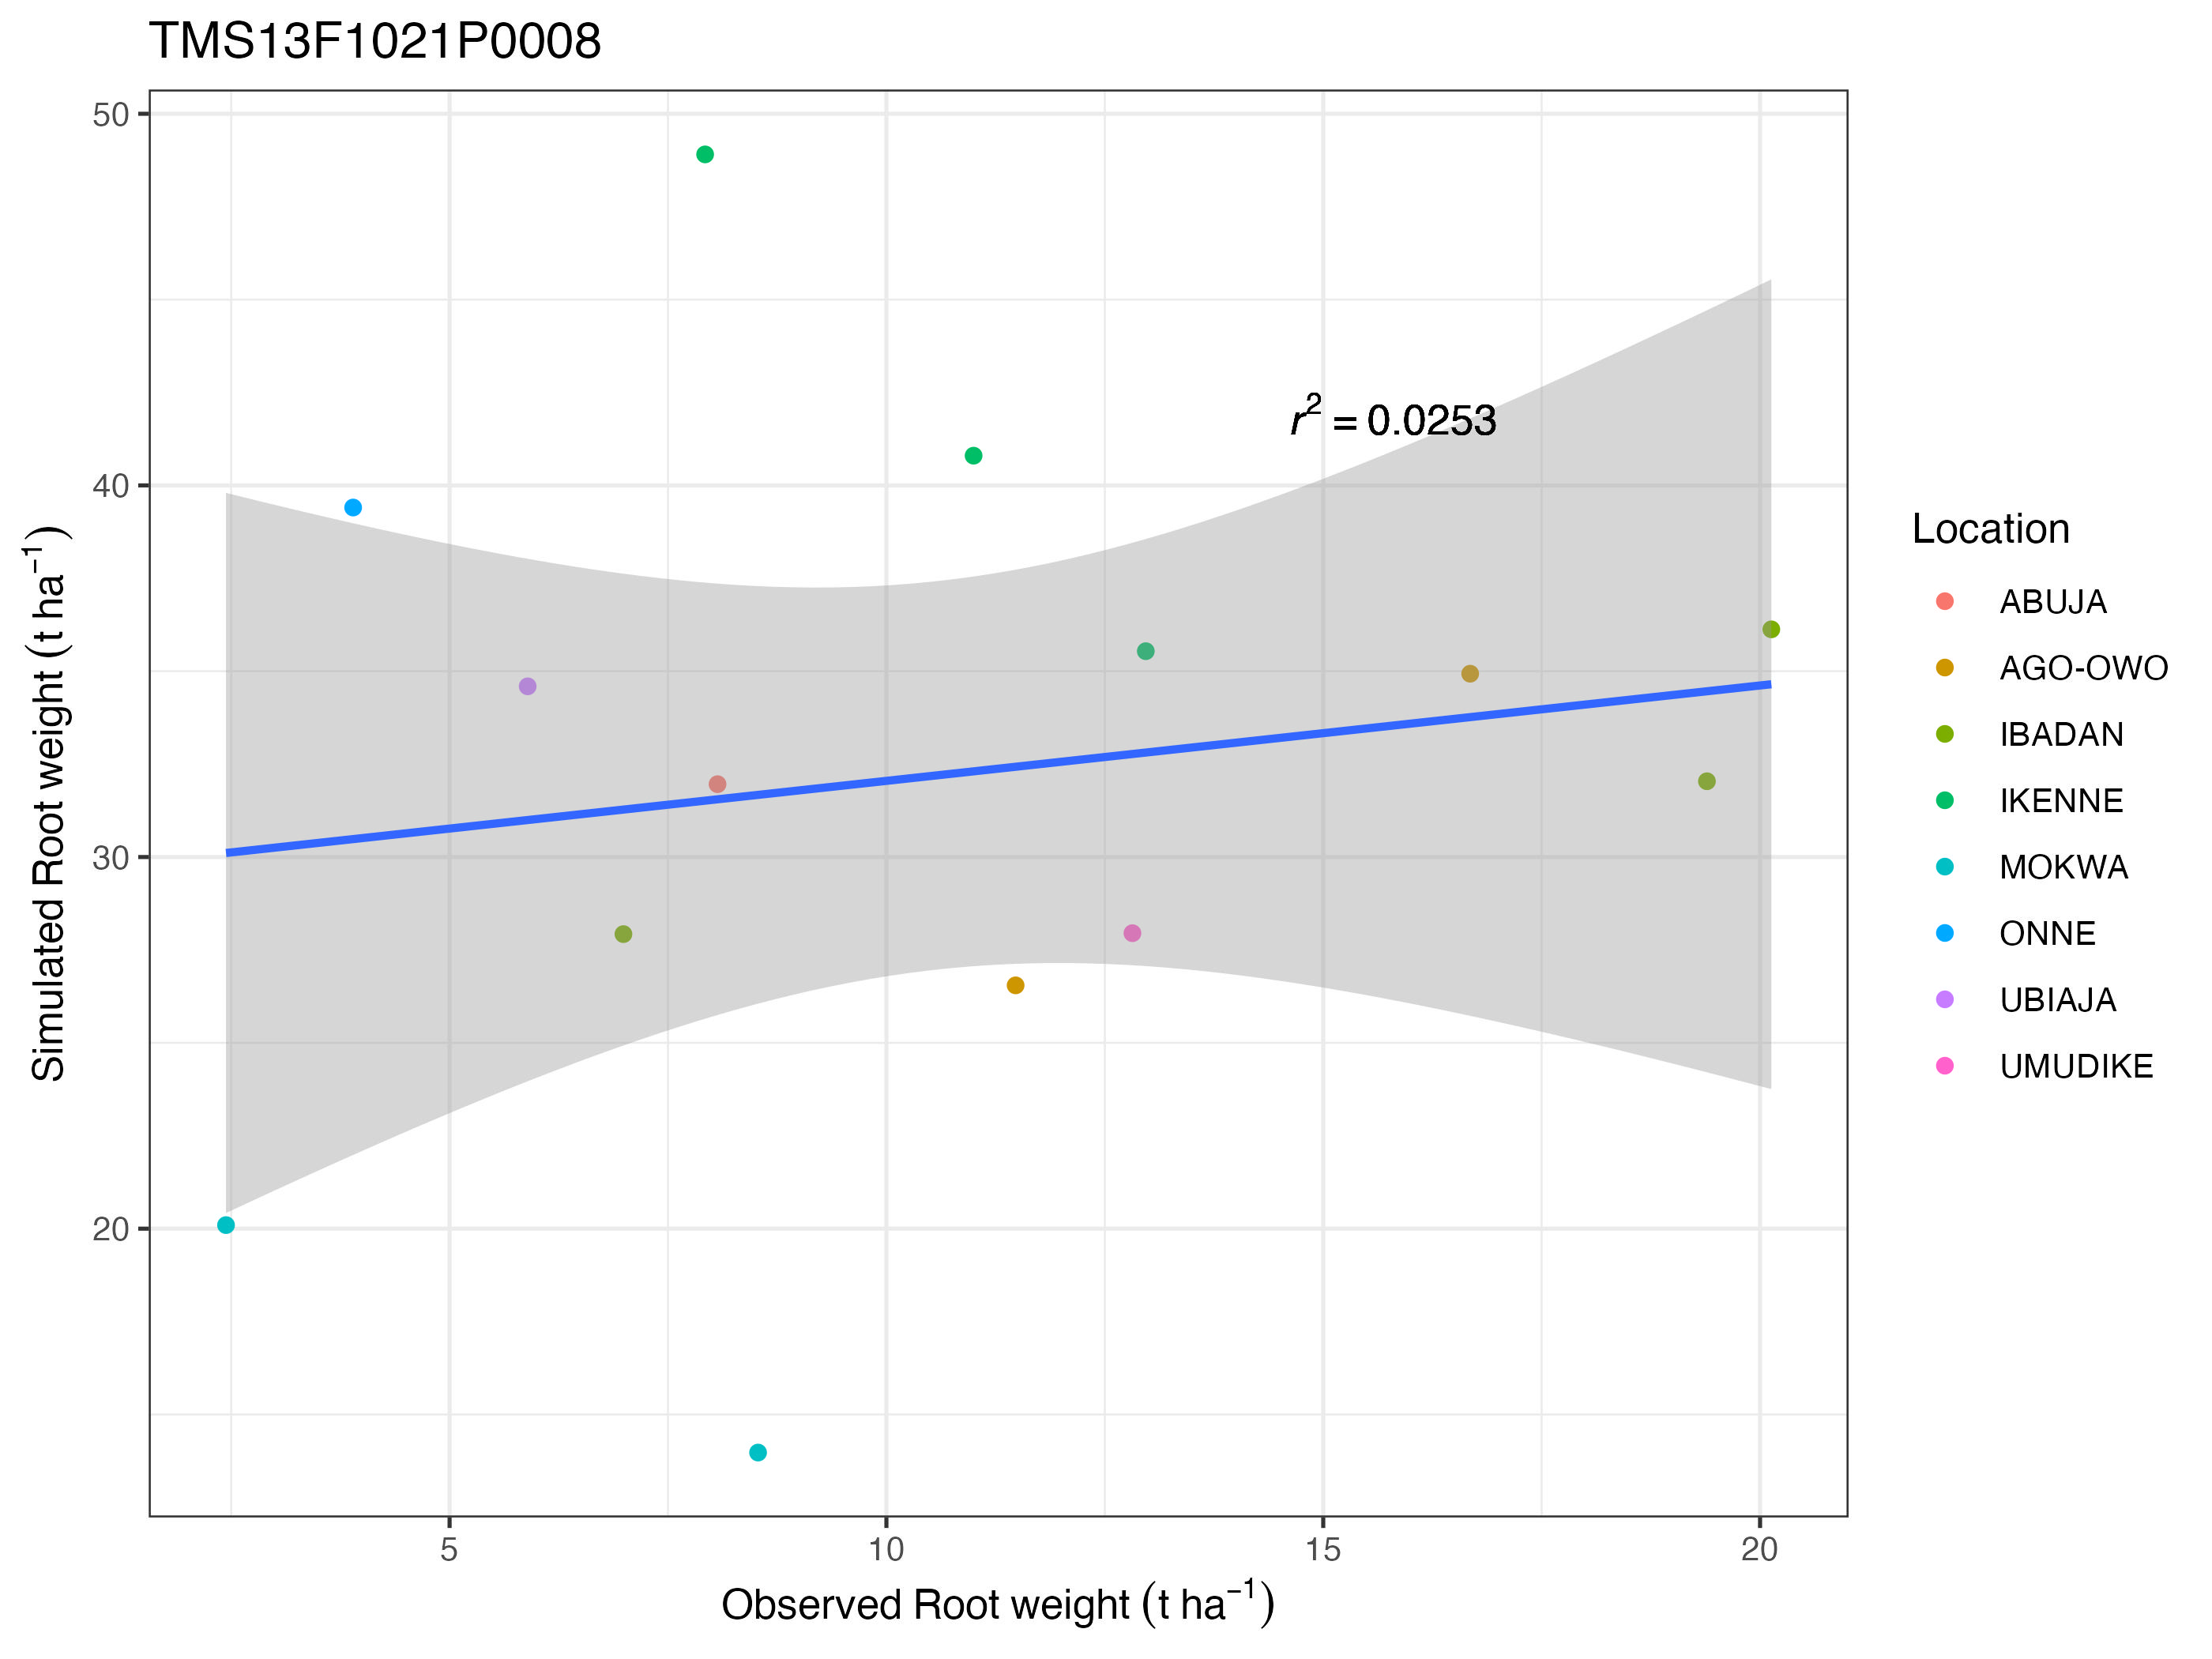 TMS13F1021P0008
50
40
30
20
Simulated Root weight (t ha⁻¹)
r² = 0.0253
5 10 15 20
Observed Root weight (t ha⁻¹)
Location
ABUJA
AGO-OWO
IBADAN
IKENNE
MOKWA
ONNE
UBIAJA
UMUDIKE